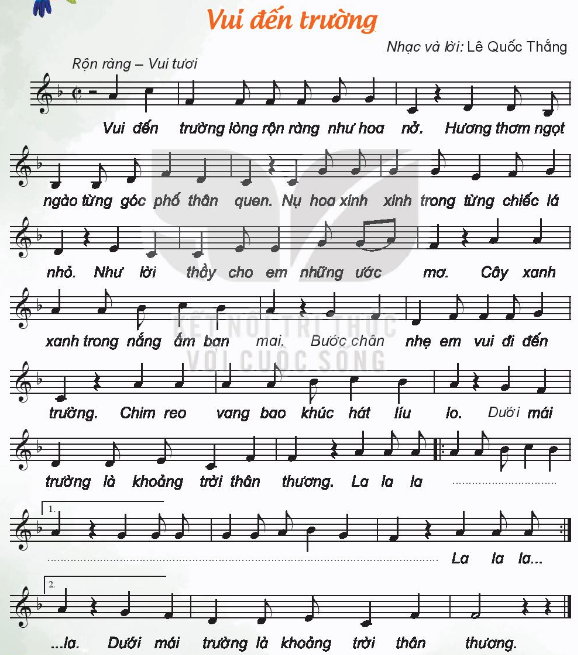 Vui đến trường
Nhạc và lời: Lê Quốc Thắng
Rộn ràng – Vui tươi
Vui đến trường lòng rộn ràng như hoa nở. Hương thơm ngọt
ngào từng góc phố thân quen. Nụ hoa xinh xinh trong từng chiếc lá
nhỏ. Như lời thầy cho em những ước mơ. Cây xanh
xanh trong nắng ấm ban mai. Bước chân nhẹ em vui đi đến
KẾT NỐI TRI THỨC
VỚI CUỘC SỐNG
trường. Chim reo vang bao khúc hát líu lo. Dưới mái
trường là khoảng trời thân thương. La la la ........................
1.
........................ La la la...
2.
...la. Dưới mái trường là khoảng trời thân thương.